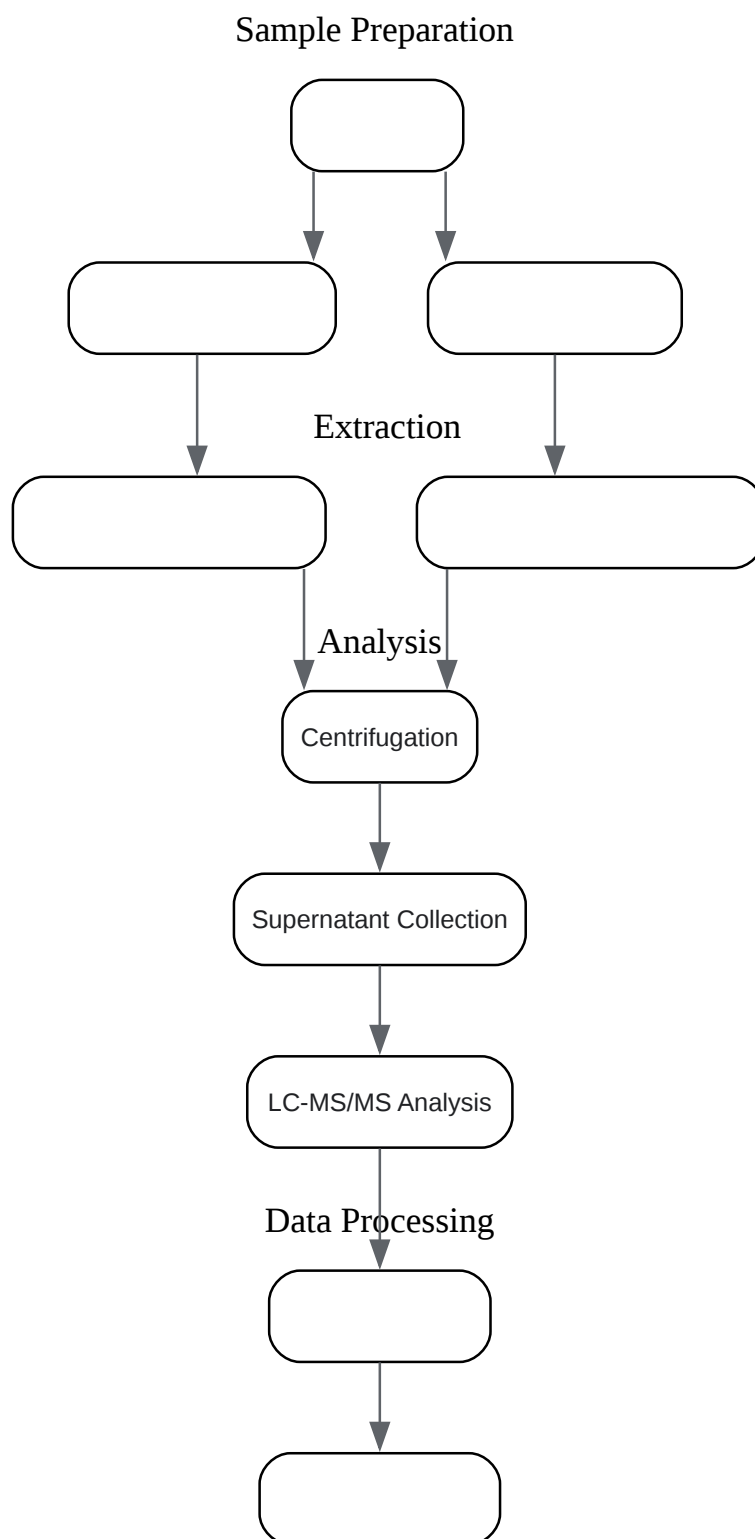 Sample Preparation
Extraction
Analysis
Centrifugation
Supernatant Collection
LC-MS/MS Analysis
Data Processing